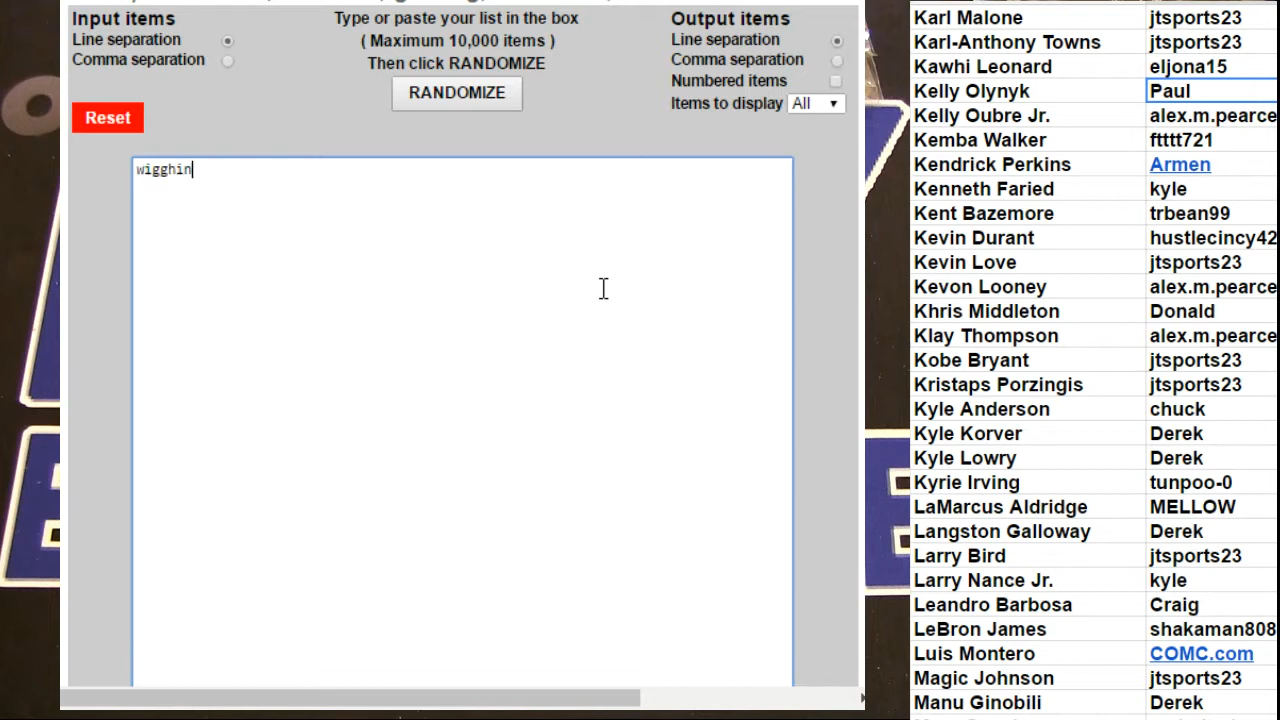 Input items
Line separation
Comma separation
Reset
Type or paste your list in the box
( Maximum 10,000 items )
Then click RANDOMIZE
RANDOMIZE
Output items
Line separation
Comma separation
Numbered items
Items to display All
wigghin
Karl Malone jtsports23
Karl-Anthony Towns jtsports23
Kawhi Leonard eljona15
Kelly Olynyk Paul
Kelly Oubre Jr. alex.m.pearce
Kemba Walker ftttt721
Kendrick Perkins Armen
Kenneth Faried kyle
Kent Bazemore trbean99
Kevin Durant hustlecincy42
Kevin Love jtsports23
Kevon Looney alex.m.pearce
Khris Middleton Donald
Klay Thompson alex.m.pearce
Kobe Bryant jtsports23
Kristaps Porzingis jtsports23
Kyle Anderson chuck
Kyle Korver Derek
Kyle Lowry Derek
Kyrie Irving tunpoo-0
LaMarcus Aldridge MELLOW
Langston Galloway Derek
Larry Bird jtsports23
Larry Nance Jr. kyle
Leandro Barbosa Craig
LeBron James shakaman808
Luis Montero COMC.com
Magic Johnson jtsports23
Manu Ginobili Derek